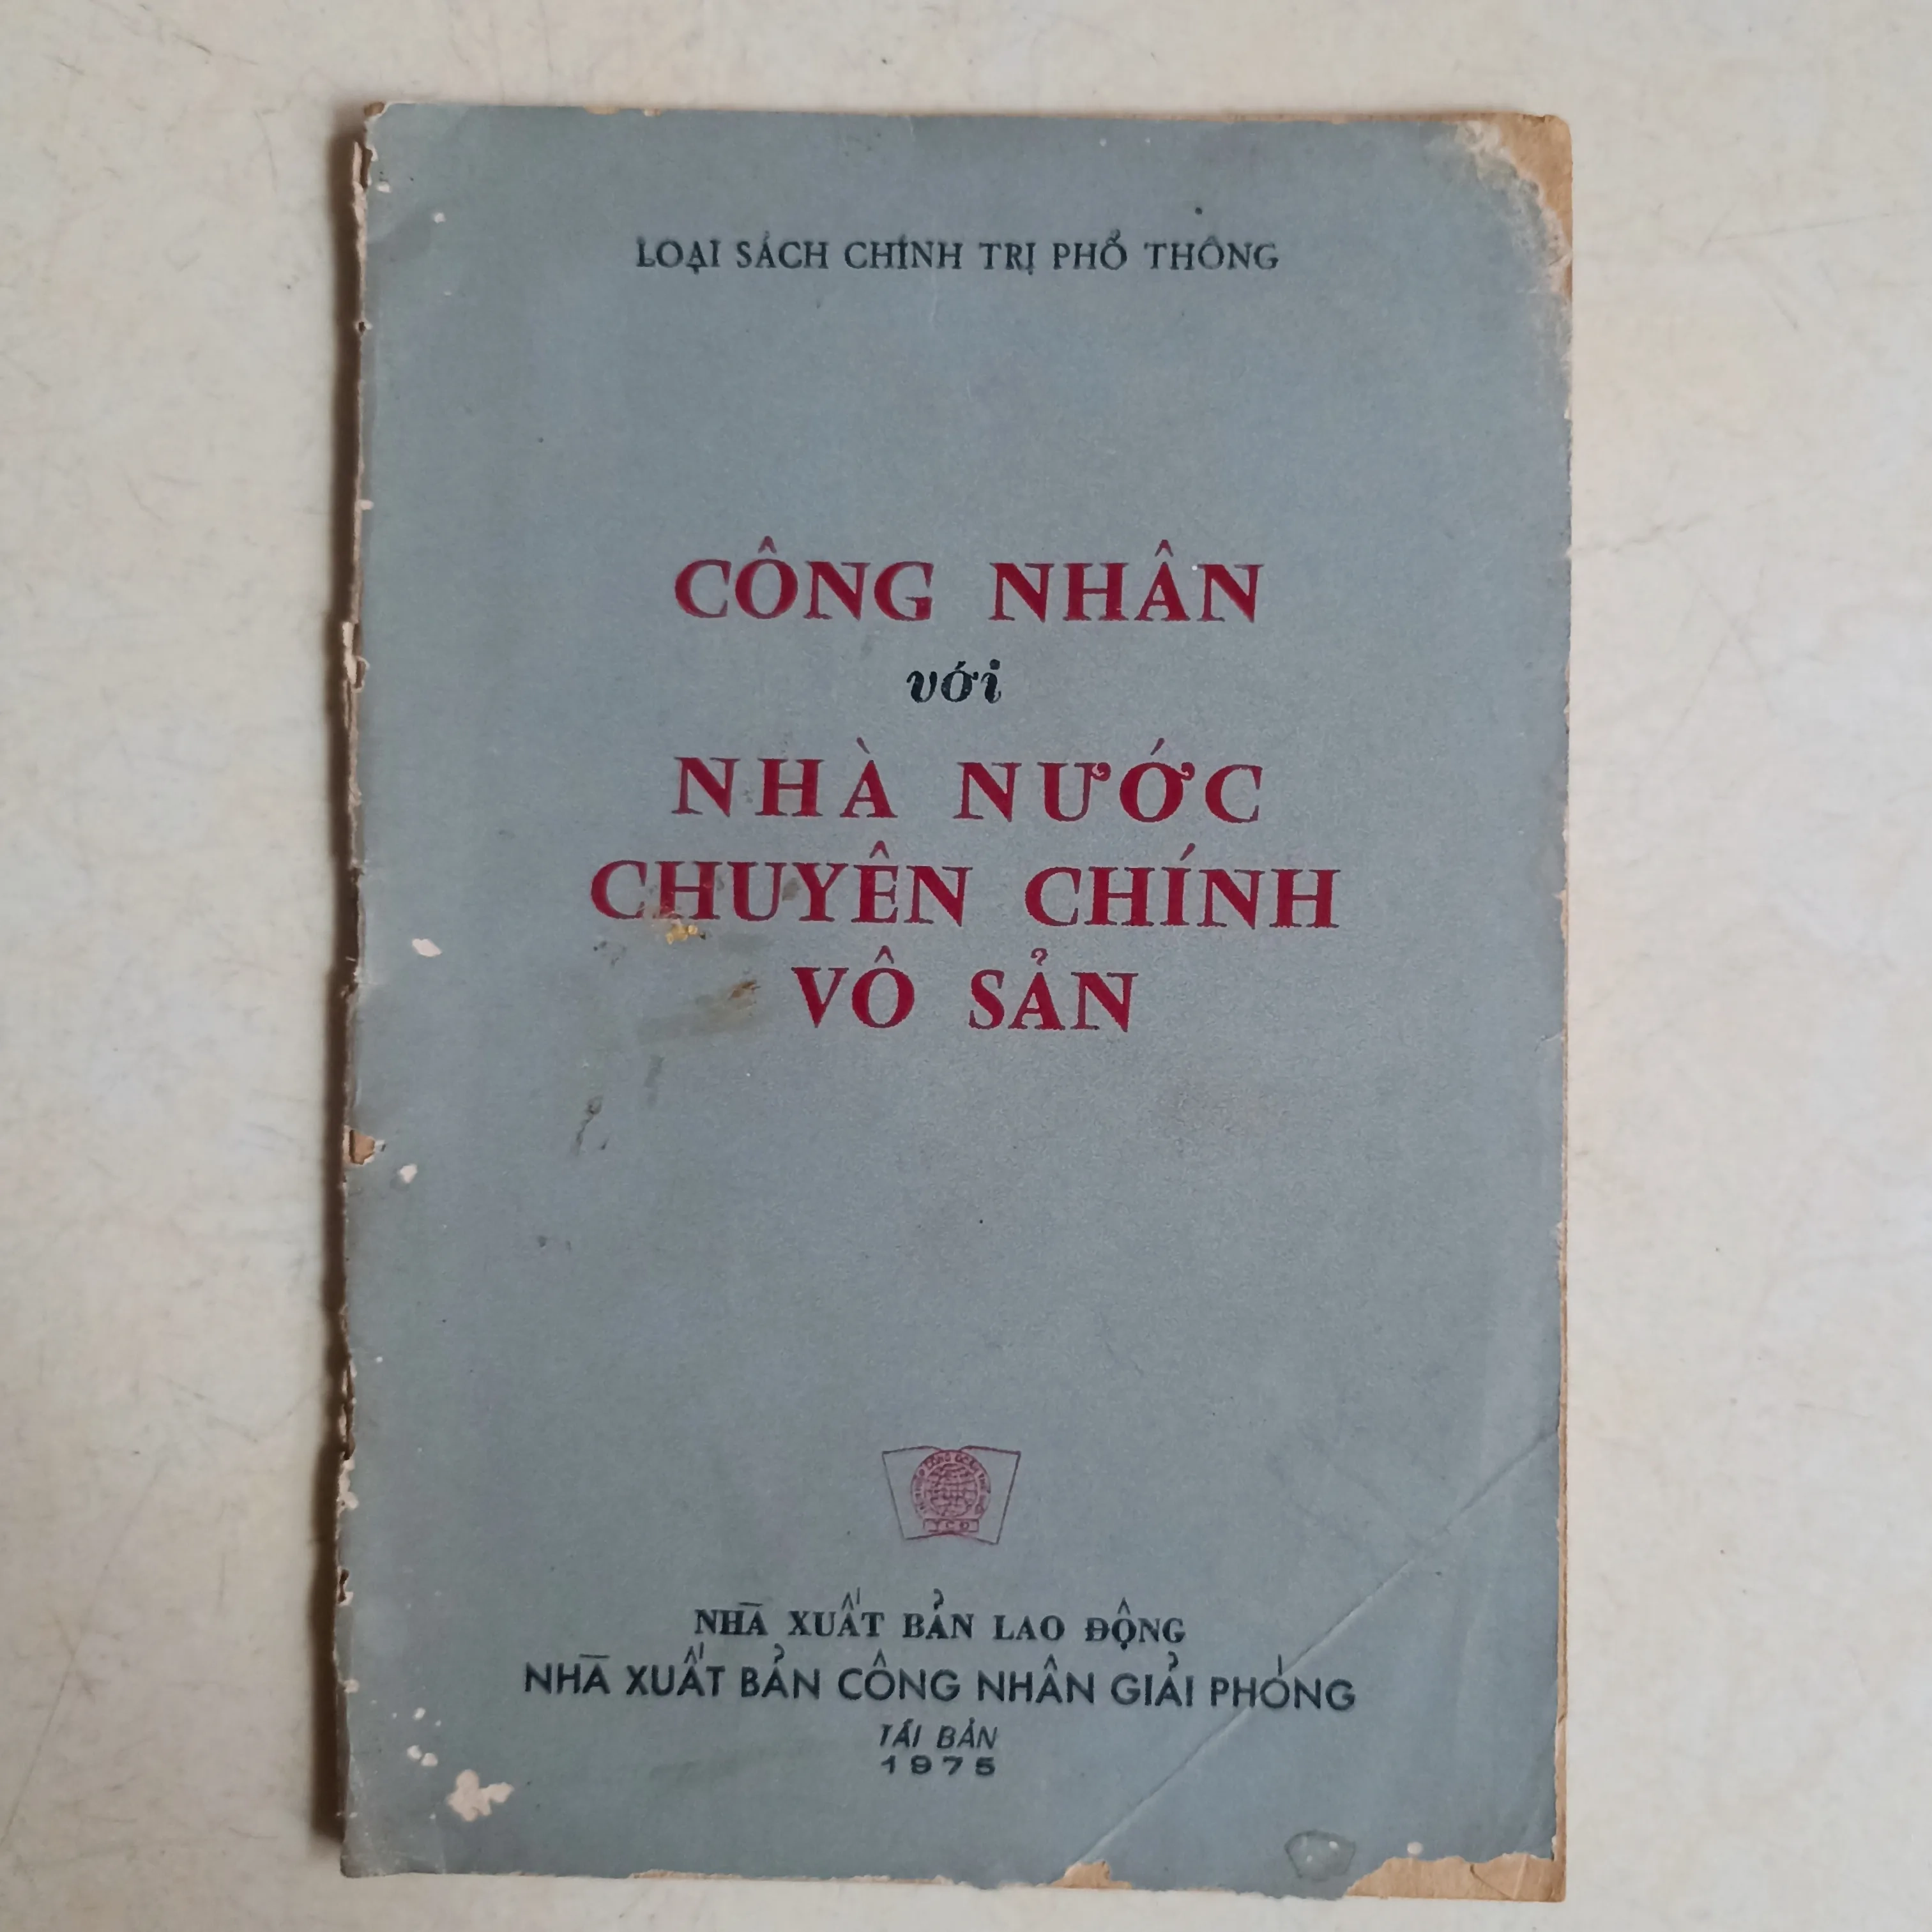 LOẠI SÁCH CHÍNH TRỊ PHỔ THÔNG
CÔNG NHÂN
với
NHÀ NƯỚC
CHUYÊN CHÍNH
VÔ SẢN
NHÀ XUẤT BẢN LAO ĐỘNG
NHÀ XUẤT BẢN CÔNG NHÂN GIẢI PHÓNG
TÁI BẢN
1975